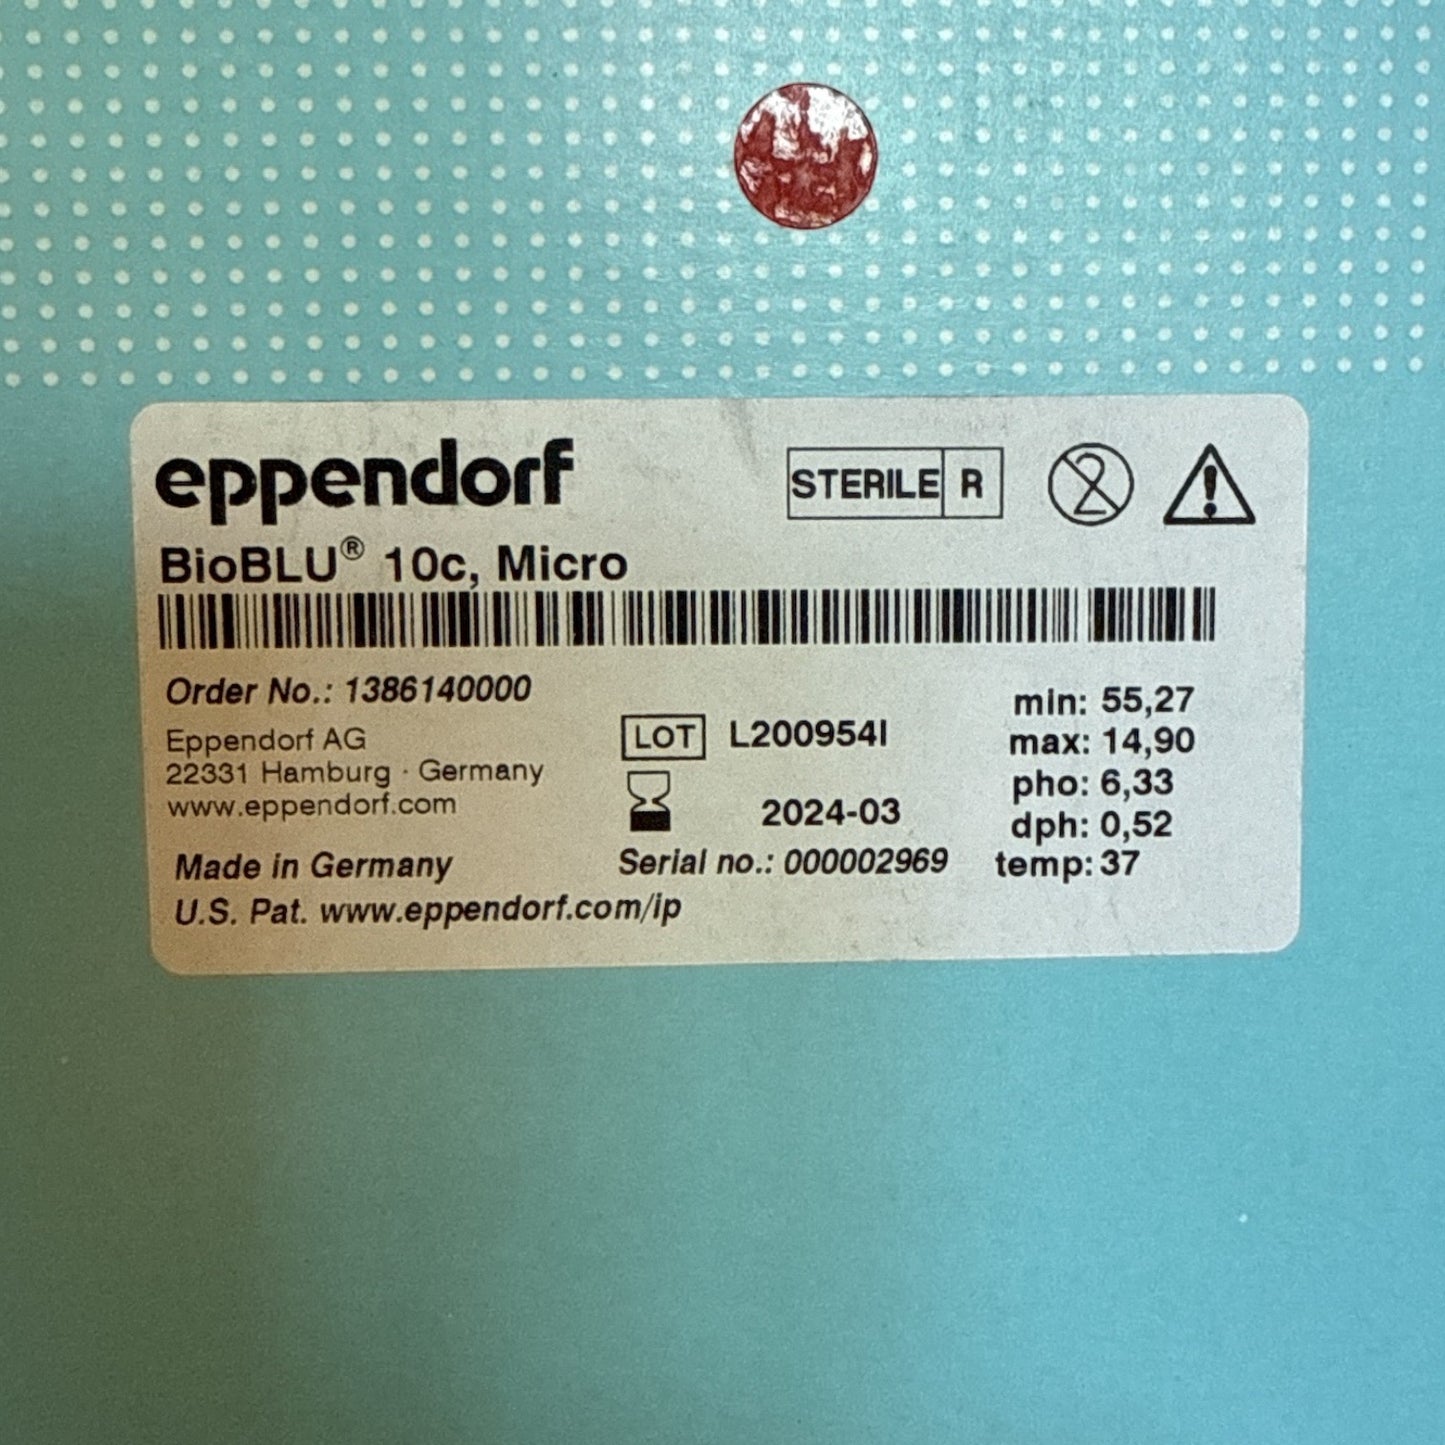 eppendorf
STERILE R
2
!
BioBLU® 10c, Micro
Order No.: 1386140000
Eppendorf AG
22331 Hamburg · Germany
www.eppendorf.com
Made in Germany
U.S. Pat. www.eppendorf.com/ip
LOT L200954I
2024-03
Serial no.: 000002969
min: 55,27
max: 14,90
pho: 6,33
dph: 0,52
temp: 37